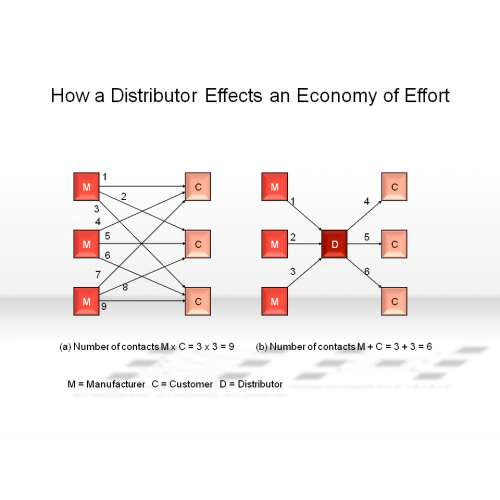 How a Distributor Effects an Economy of Effort
M 1 C
2
3
4
M 5 C
6
7
8
M 9 C
(a) Number of contacts M x C = 3 x 3 = 9
M 1 4 C
M 2 D 5 C
M 3 6 C
(b) Number of contacts M + C = 3 + 3 = 6
M = Manufacturer C = Customer D = Distributor